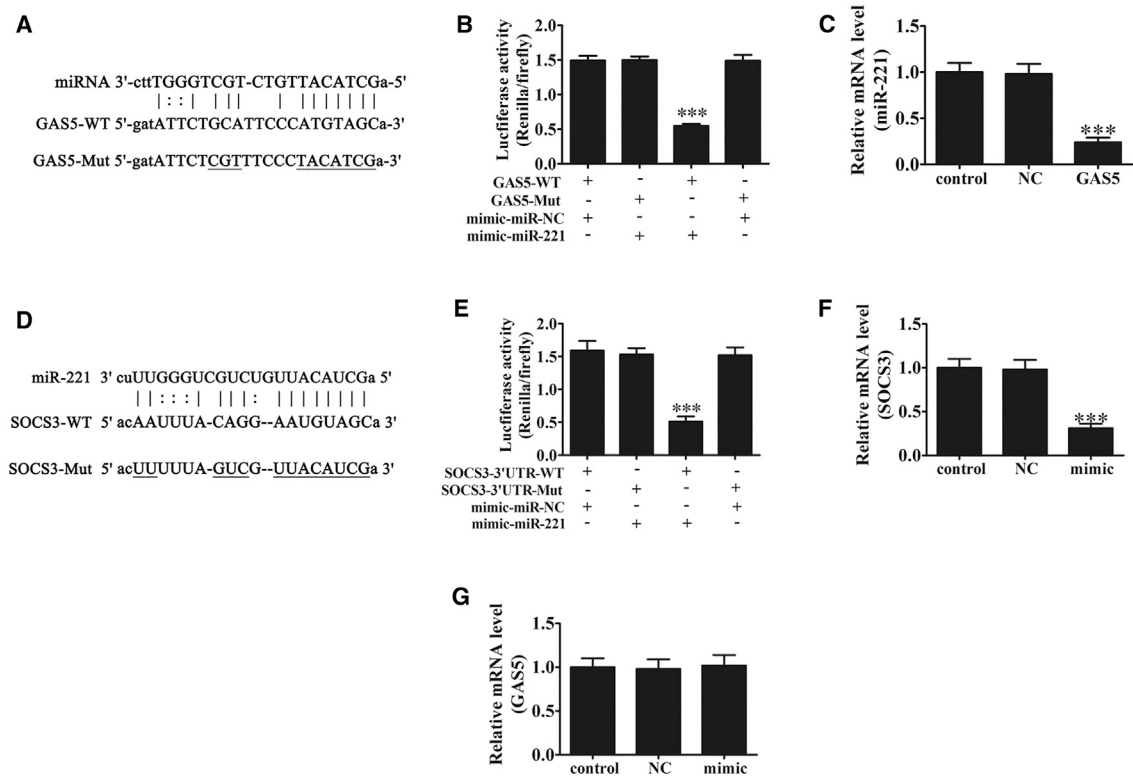 A
miRNA 3'-cttTGGGTCGT-CTGTTACATCGa-5'
GAS5-WT 5'-gatATTCTGCATTCCCATGTAGCa-3'
GAS5-Mut 5'-gatATTCTCGTTTCCCTACATCGa-3'
B
Lucfiferase activity
(Renilla/firefly)
2.0
1.5
1.0
0.5
0.0
***
GAS5-WT + - + -
GAS5-Mut - + - +
mimic-miR-NC + - - +
mimic-miR-221 - + + -
C
Relative mRNA level
(miR-221)
1.5
1.0
0.5
0.0
***
control NC GAS5
D
miR-221 3' cuUUGGGUCGUCUGUUACAUCGa 5'
SOCS3-WT 5' acAAUUUA-CAGG--AAUGUAGCa 3'
SOCS3-Mut 5' acUUUUUA-GUCG--UUACAUCGa 3'
E
Lucfiferase activity
(Renilla/firefly)
2.0
1.5
1.0
0.5
0.0
***
SOCS3-3'UTR-WT + - + -
SOCS3-3'UTR-Mut - + - +
mimic-miR-NC + - - +
mimic-miR-221 - + + -
F
Relative mRNA level
(SOCS3)
1.5
1.0
0.5
0.0
***
control NC mimic
G
Relative mRNA level
(GAS5)
1.5
1.0
0.5
0.0
control NC mimic